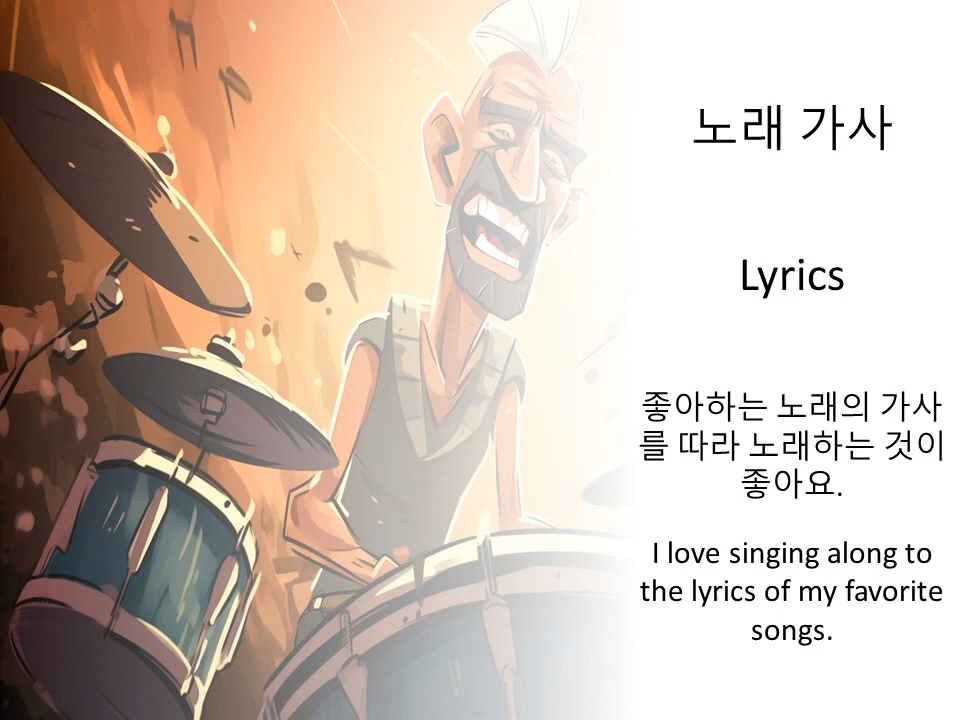 노래 가사
Lyrics
좋아하는 노래의 가사
를 따라 노래하는 것이
좋아요.
I love singing along to
the lyrics of my favorite
songs.